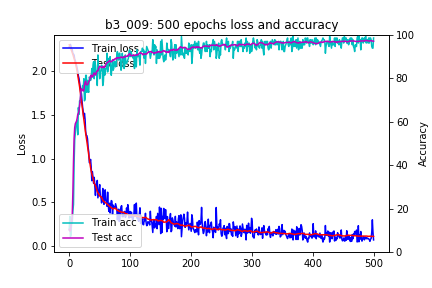 b3_009: 500 epochs loss and accuracy
Train loss
Test loss
Train acc
Test acc
Loss
Accuracy
2.0
1.5
1.0
0.5
0.0
100
80
60
40
20
0
0
100
200
300
400
500